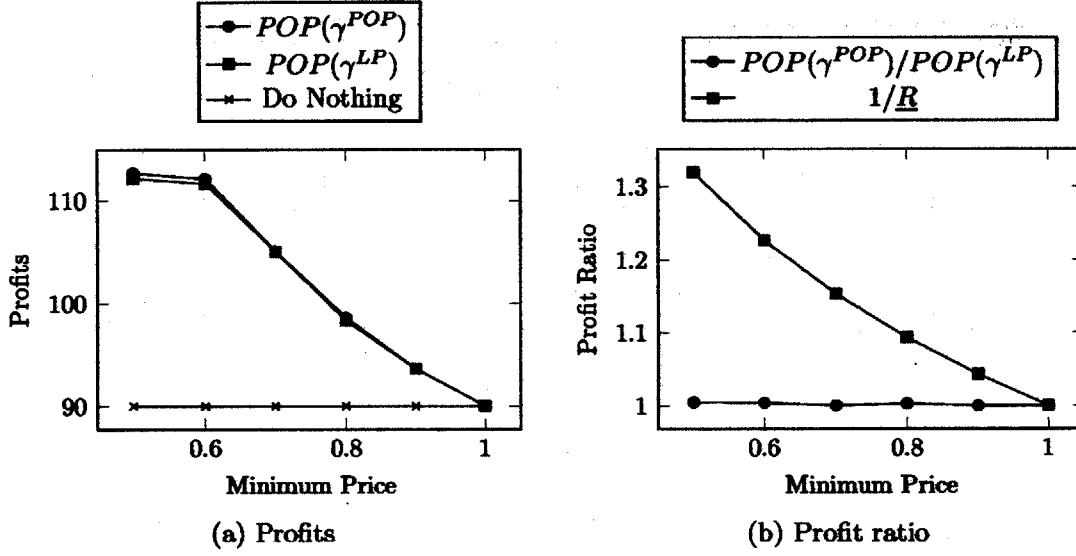 POP(γ^{POP})
POP(γ^{LP})
Do Nothing
110
100
90
0.6 0.8 1
Profits
Minimum Price
(a) Profits
POP(γ^{POP})/POP(γ^{LP})
1/R̲
1.3
1.2
1.1
1
0.6 0.8 1
Profit Ratio
Minimum Price
(b) Profit ratio